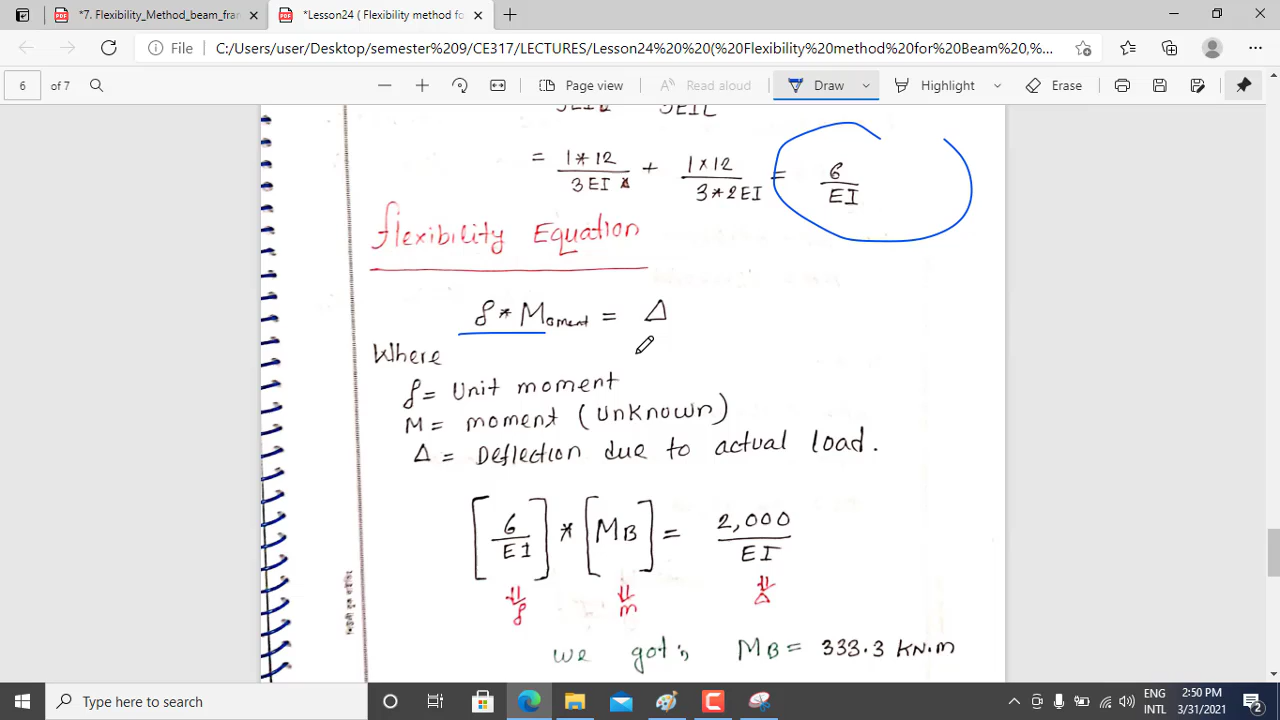 *7. Flexibility_Method_beam_fram
*Lesson24 ( Flexibility method fo
File
C:/Users/user/Desktop/semester%209/CE317/LECTURES/Lesson24%20%20(%20Flexibility%20method%20for%20Beam%20,%...
6 of 7
Page view
Read aloud
Draw
Highlight
Erase
= 1*12 / 3EI + 1×12 / 3*2EI = 6 / EI
flexibility Equation
f * Moment = Δ
Where
f = Unit moment
M = moment (Unknown)
Δ = Deflection due to actual load.
[6 / EI] * [MB] = 2,000 / EI
f m Δ
we got; MB = 333.3 KN.m
Type here to search
ENG
INTL
2:50 PM
3/31/2021
2